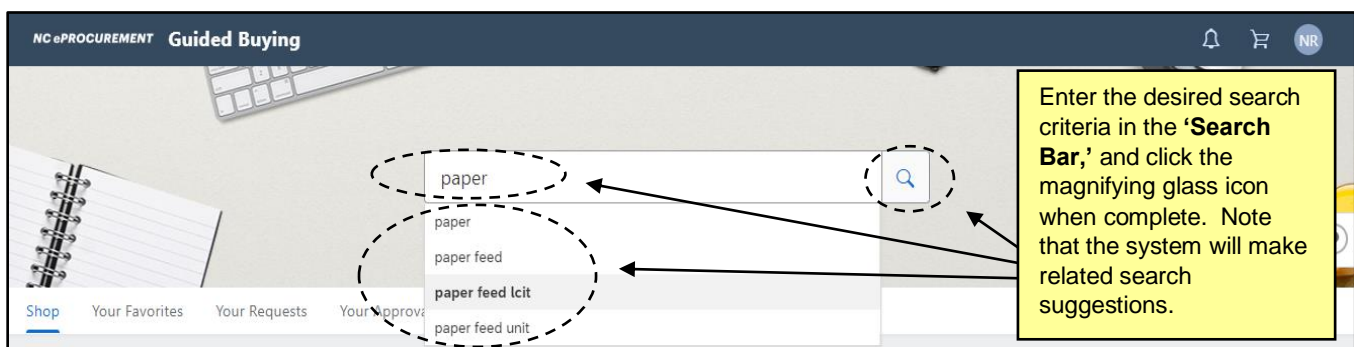 NC ePROCUREMENT Guided Buying
NR
Enter the desired search
criteria in the ‘Search
Bar,’ and click the
magnifying glass icon
when complete.  Note
that the system will make
related search
suggestions.
paper
paper
paper feed
paper feed lcit
paper feed unit
Shop Your Favorites Your Requests Your Approva